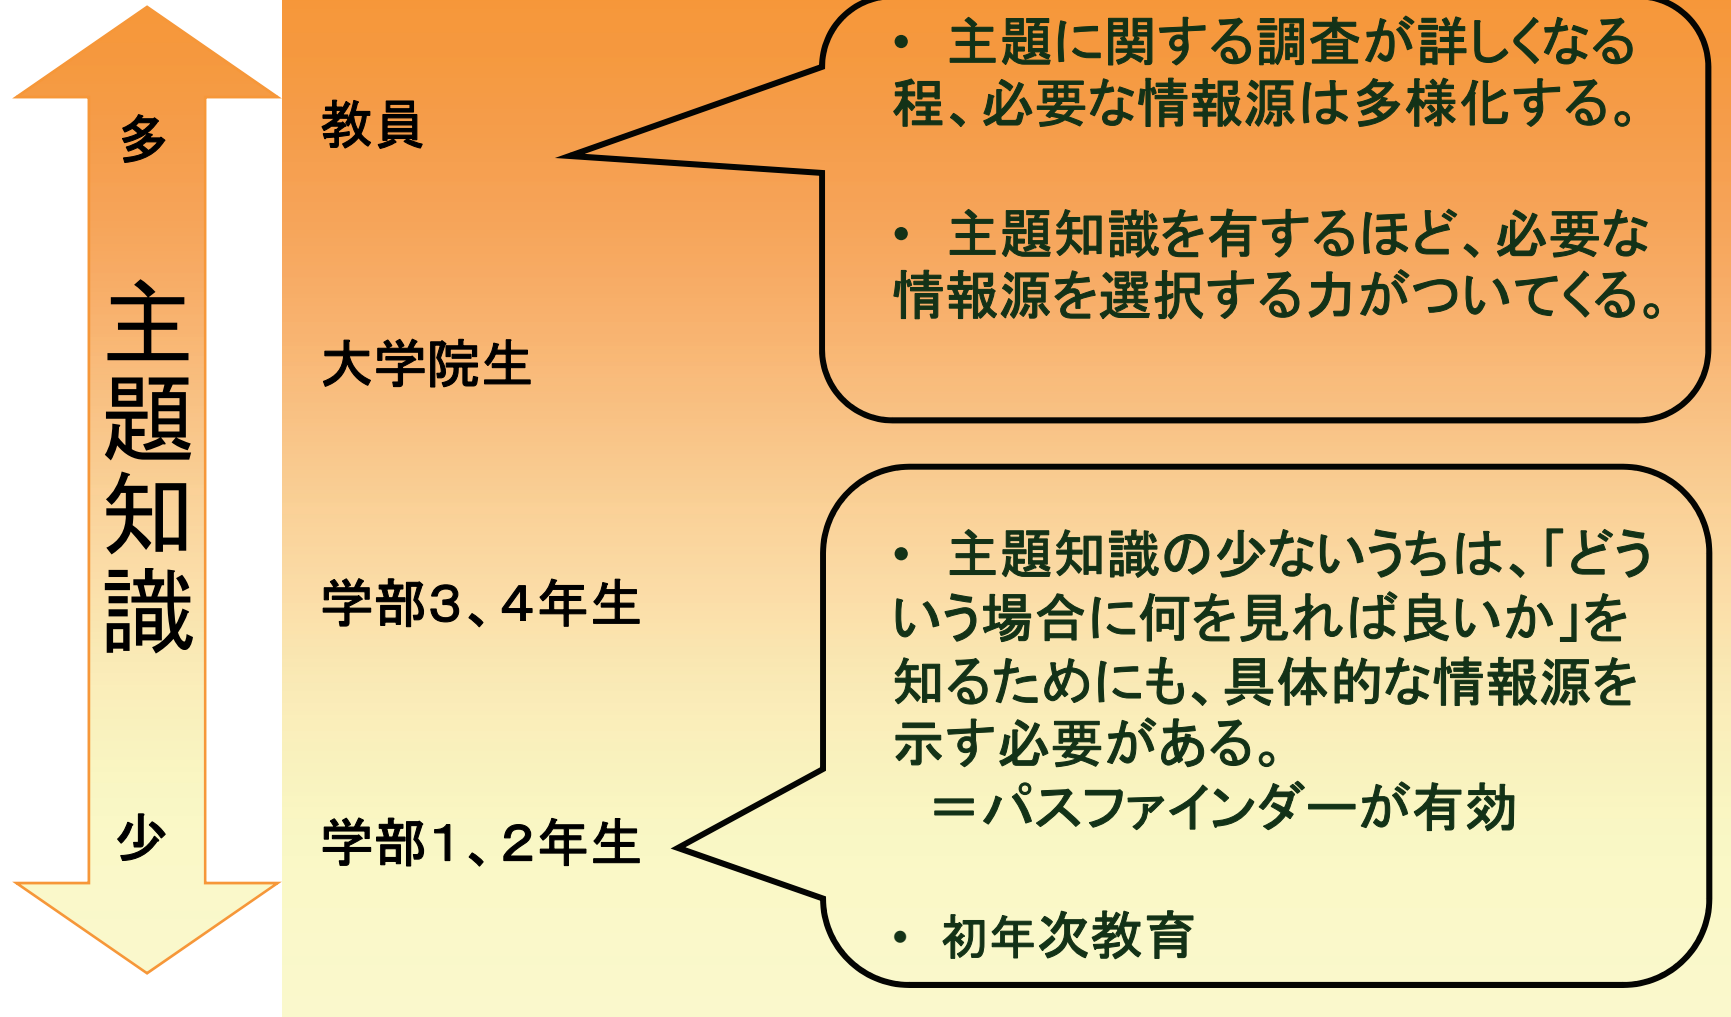 多
主題知識
少
教員
大学院生
学部３、４年生
学部１、２年生
• 主題に関する調査が詳しくなる
程、必要な情報源は多様化する。
• 主題知識を有するほど、必要な
情報源を選択する力がついてくる。
• 主題知識の少ないうちは、「どう
いう場合に何を見れば良いか」を
知るためにも、具体的な情報源を
示す必要がある。
＝パスファインダーが有効
• 初年次教育